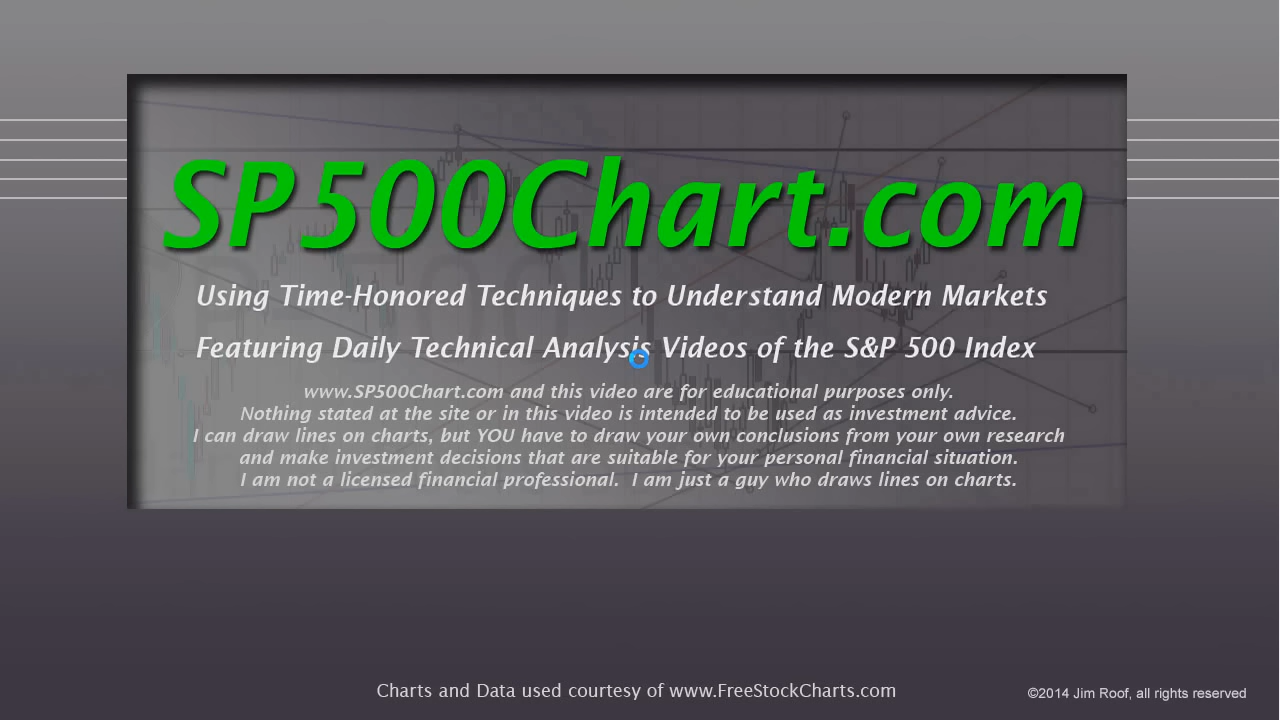 SP500Chart.com
Using Time-Honored Techniques to Understand Modern Markets
Featuring Daily Technical Analysis Videos of the S&P 500 Index
www.SP500Chart.com and this video are for educational purposes only.
Nothing stated at the site or in this video is intended to be used as investment advice.
I can draw lines on charts, but YOU have to draw your own conclusions from your own research
and make investment decisions that are suitable for your personal financial situation.
I am not a licensed financial professional.  I am just a guy who draws lines on charts.
Charts and Data used courtesy of www.FreeStockCharts.com
©2014 Jim Roof, all rights reserved